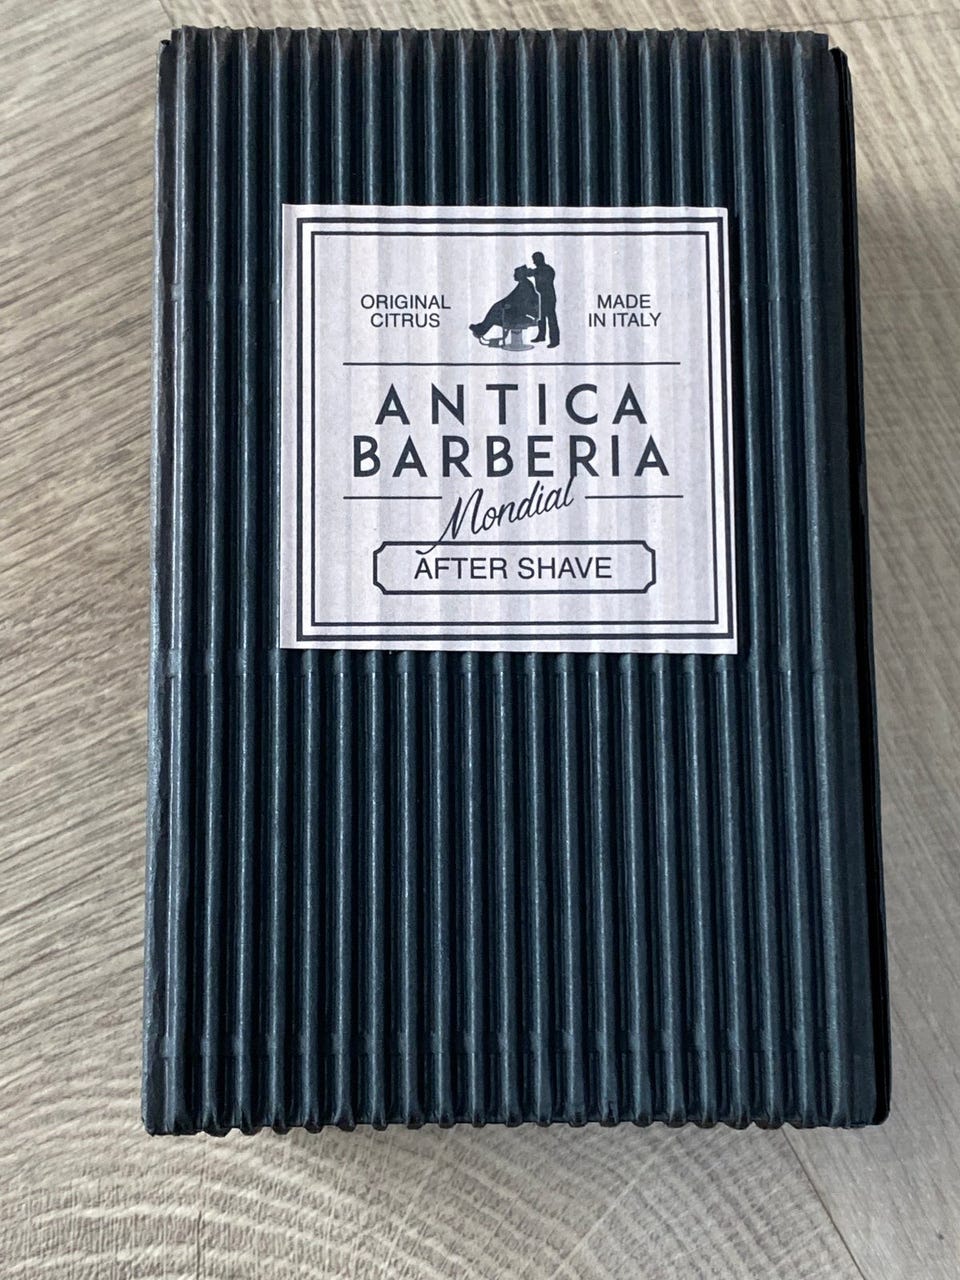 ORIGINAL
CITRUS
MADE
IN ITALY
ANTICA
BARBERIA
Mondial
AFTER SHAVE